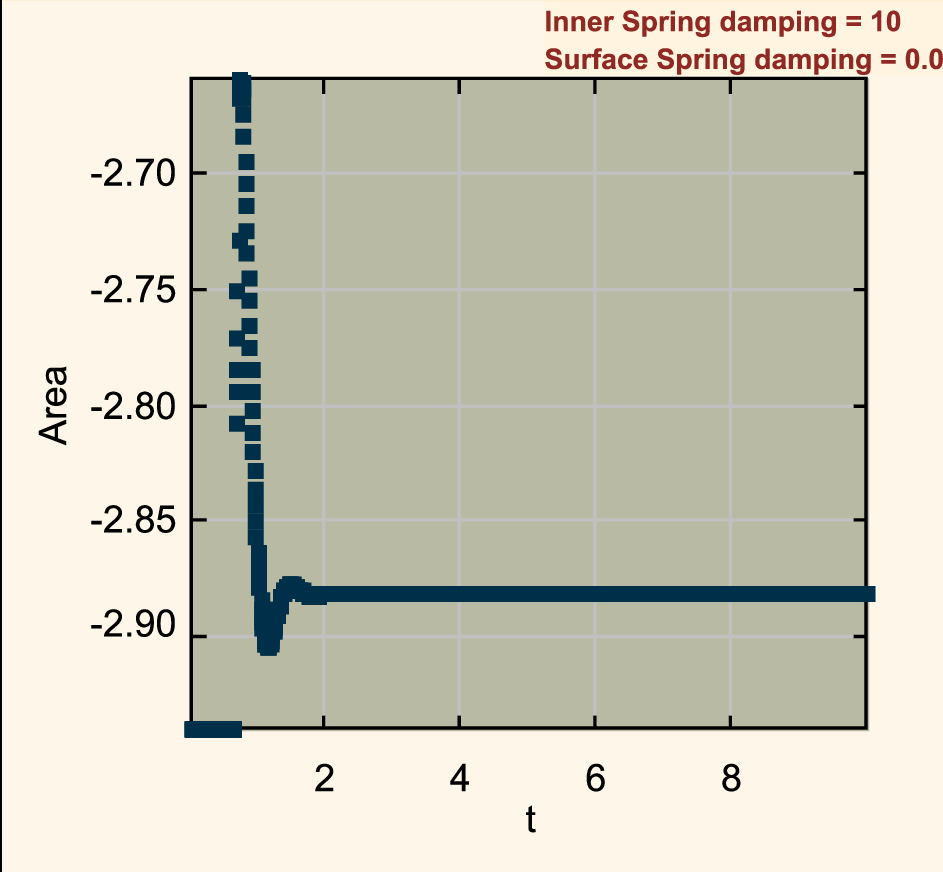 Inner Spring damping = 10
Surface Spring damping = 0.0
-2.70
-2.75
-2.80
-2.85
-2.90
Area
2 4 6 8
t